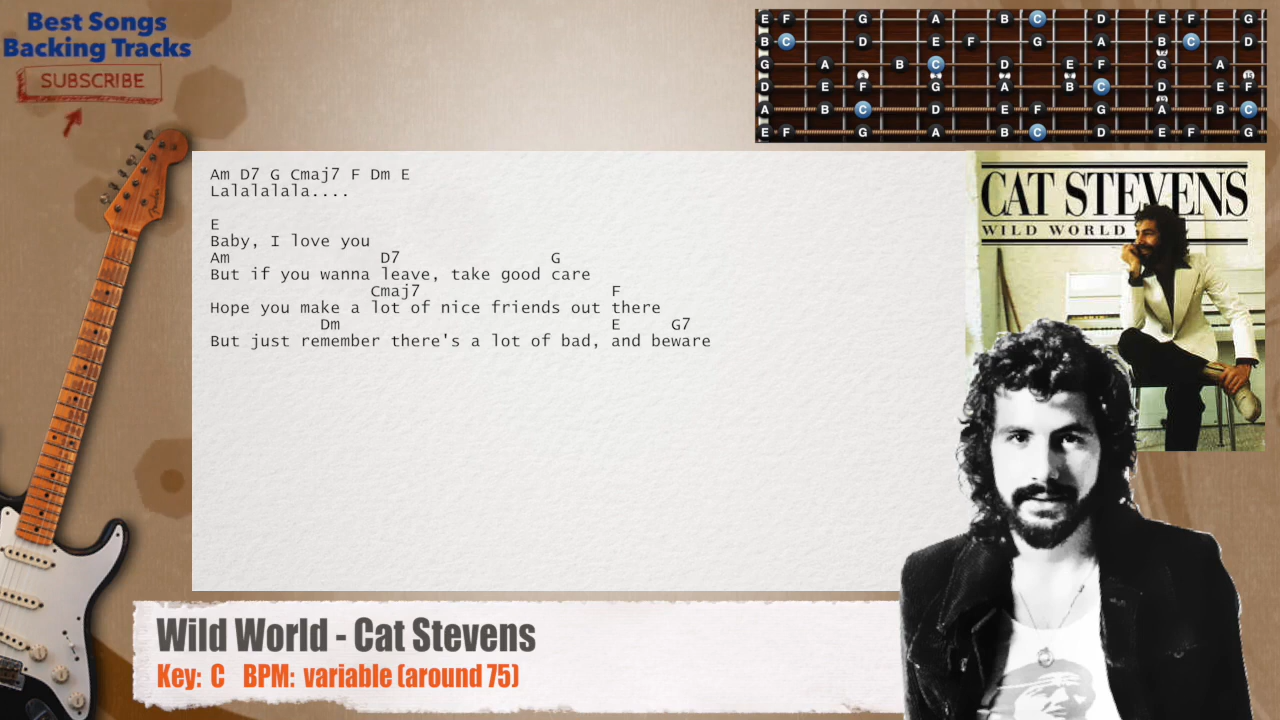 Best Songs
Backing Tracks
SUBSCRIBE
E F G A B C D E F G
B C D E F G A B C D
G A B C D E F G A
D E F G A B C D E F
A B C D E F G A B C
E F G A B C D E F G
Am D7 G Cmaj7 F Dm E
Lalalalala....
E
Baby, I love you
Am D7 G
But if you wanna leave, take good care
Cmaj7 F
Hope you make a lot of nice friends out there
Dm E G7
But just remember there's a lot of bad, and beware
CAT STEVENS
WILD WORLD
Fender
Wild World - Cat Stevens
Key: C BPM: variable (around 75)